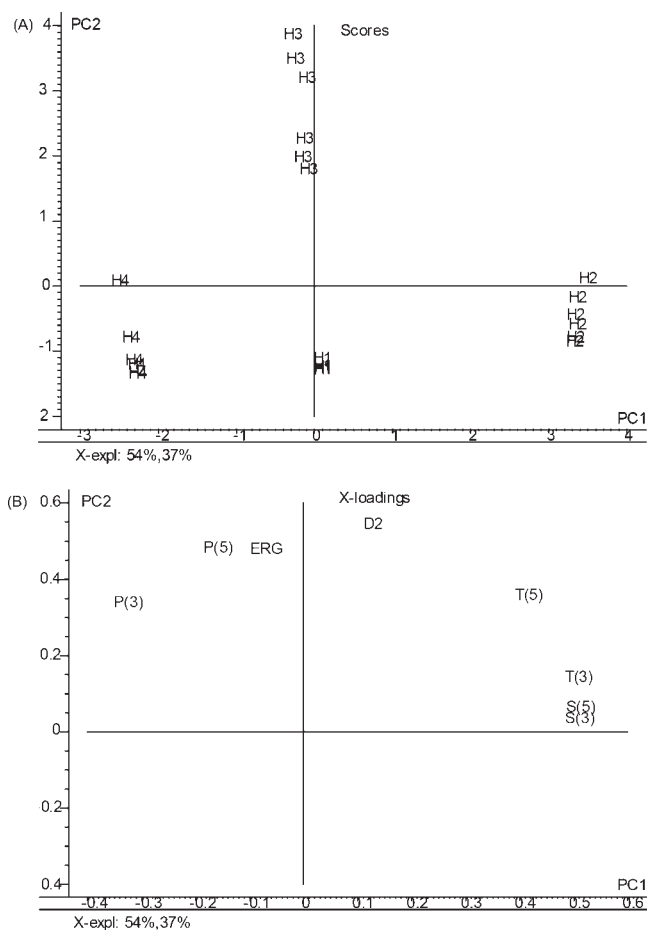 (A)
PC2
Scores
4
H3
H3
H3
3
H3
2
H3
H3
1
0
H4
H2
H2
H2
H2
H4
H2
H2
-1
H4
H1
H4
2
-3
-2
-1
0
1
2
3
4
PC1
X-expl: 54%,37%
(B)
PC2
X-loadings
0.6
D2
P(5)
ERG
0.4
P(3)
T(5)
0.2
T(3)
S(5)
S(3)
0
0.2
0.4
PC1
-0.4
-0.3
-0.2
-0.1
0
0.1
0.2
0.3
0.4
0.5
0.6
X-expl: 54%,37%